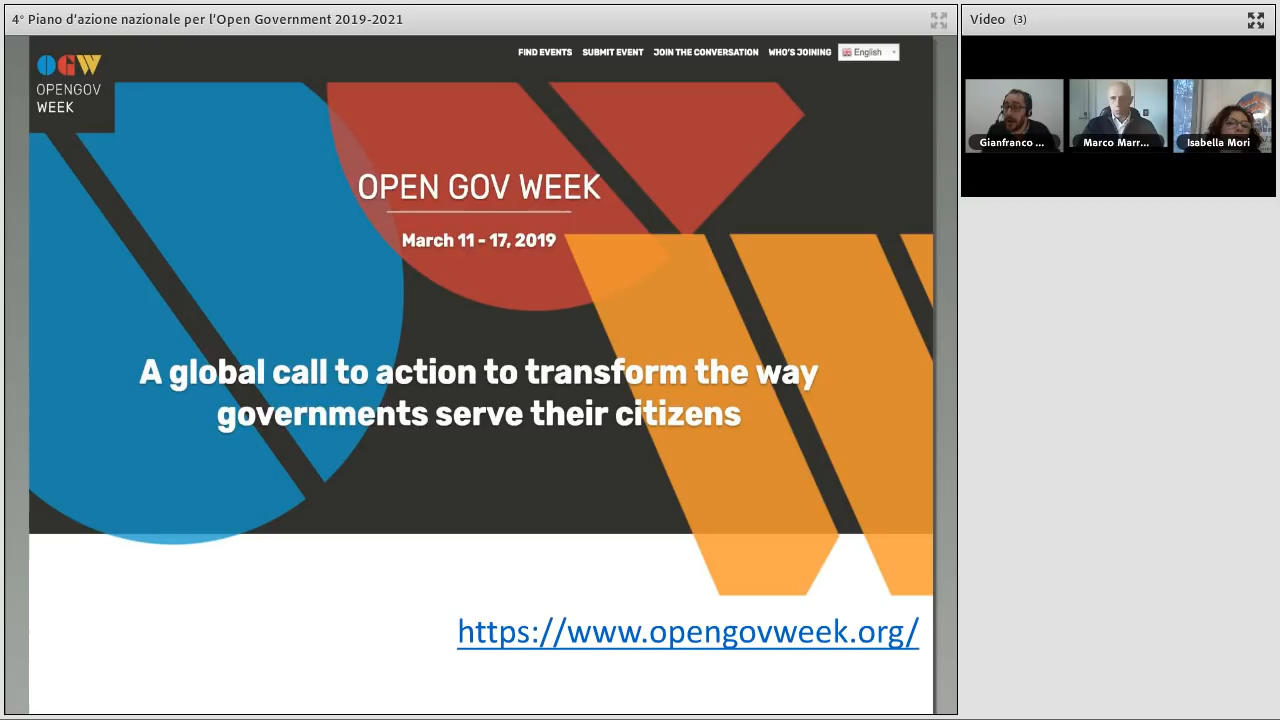 4° Piano d'azione nazionale per l'Open Government 2019-2021
Video (3)
OGW
OPENGOV
WEEK
FIND EVENTS SUBMIT EVENT JOIN THE CONVERSATION WHO'S JOINING English
OPEN GOV WEEK
March 11 - 17, 2019
A global call to action to transform the way
governments serve their citizens
https://www.opengovweek.org/
Gianfranco ... Marco Marr... Isabella Mori